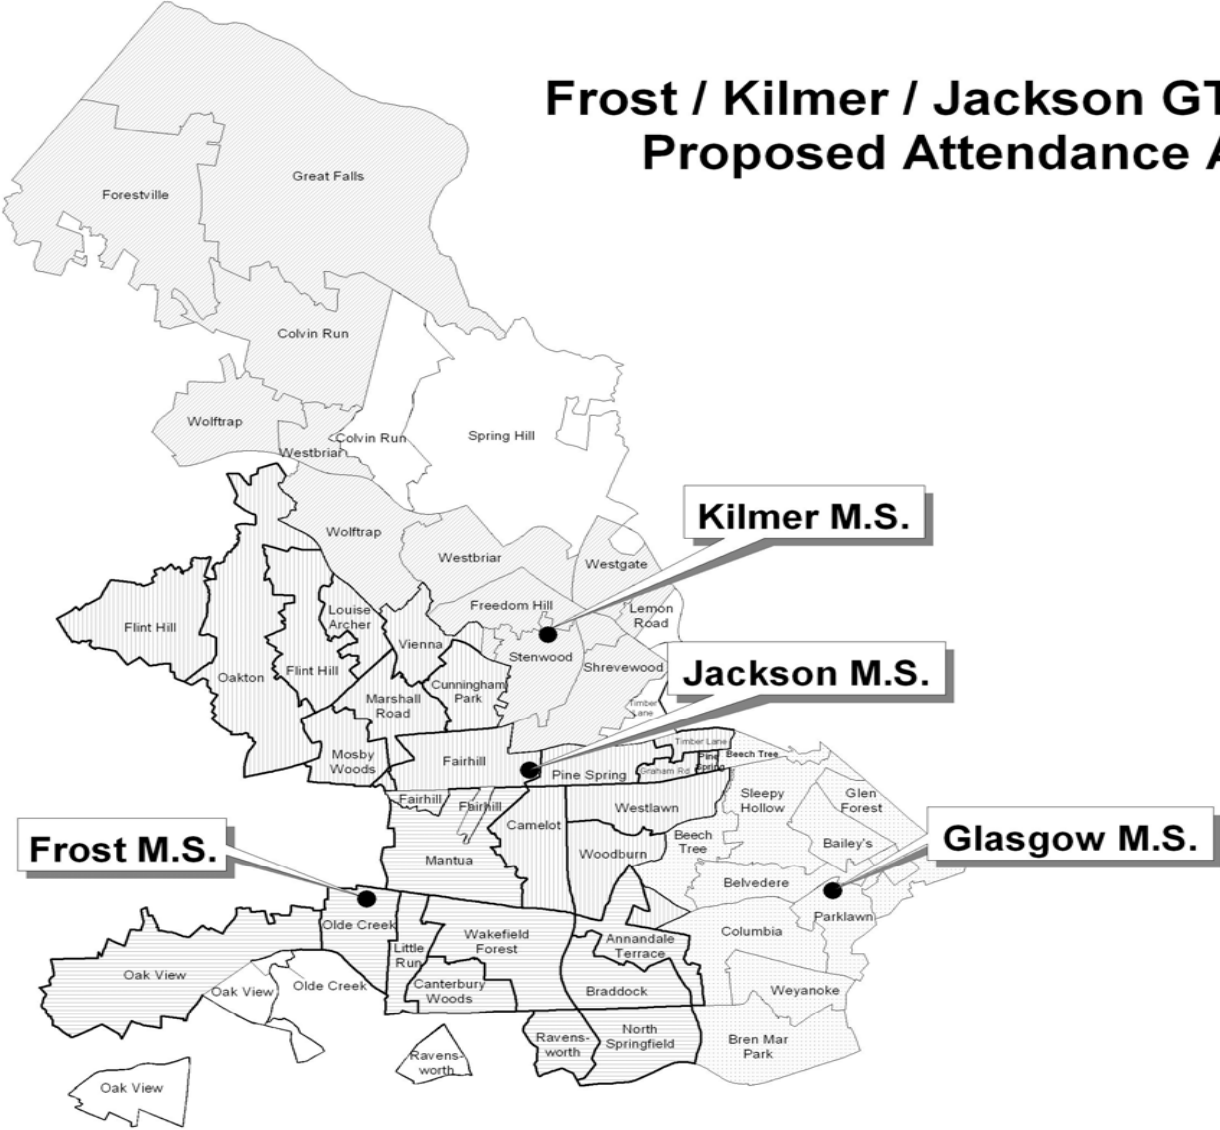 Frost / Kilmer / Jackson GT
Proposed Attendance A
Great Falls
Forestville
Colvin Run
Wolftrap
Colvin Run
Spring Hill
Westbriar
Kilmer M.S.
Wolftrap
Westbriar
Westgate
Freedom Hill
Lemon
Road
Louise
Archer
Flint Hill
Vienna
Stenwood
Shrevewood
Jackson M.S.
Flint Hill
Oakton
Cunningham
Park
Marshall
Road
Timber
Lane
Timber Lane
Beech Tree
Mosby
Woods
Fairhill
Pine
Spring
Pine Spring
Graham Rd
Sleepy
Hollow
Glen
Forest
Fairhill
Fairhill
Westlawn
Camelot
Beech
Tree
Bailey's
Glasgow M.S.
Frost M.S.
Mantua
Woodburn
Belvedere
Parklawn
Olde Creek
Columbia
Wakefield
Forest
Annandale
Terrace
Little
Run
Oak View
Oak View
Olde Creek
Canterbury
Woods
Braddock
Weyanoke
Ravens-
worth
North
Springfield
Bren Mar
Park
Ravens-
worth
Oak View